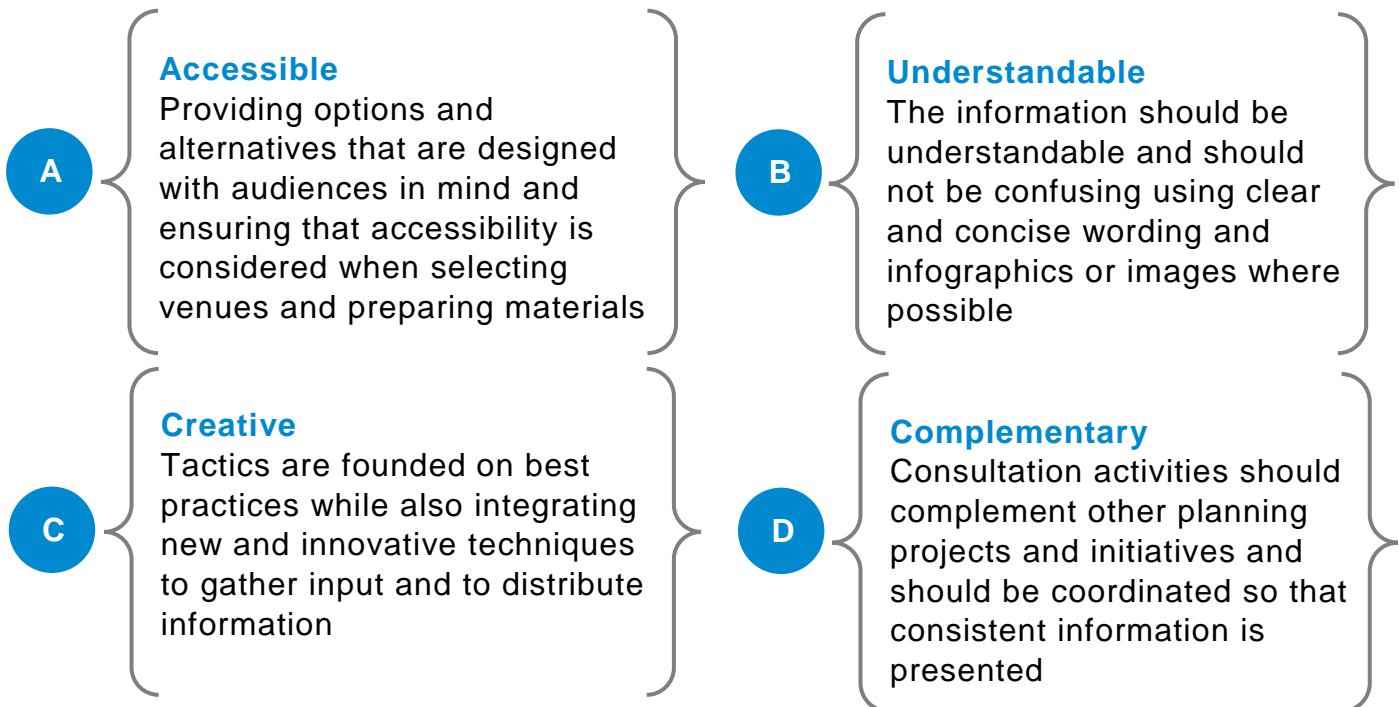 A
Accessible
Providing options and
alternatives that are designed
with audiences in mind and
ensuring that accessibility is
considered when selecting
venues and preparing materials
B
Understandable
The information should be
understandable and should
not be confusing using clear
and concise wording and
infographics or images where
possible
C
Creative
Tactics are founded on best
practices while also integrating
new and innovative techniques
to gather input and to distribute
information
D
Complementary
Consultation activities should
complement other planning
projects and initiatives and
should be coordinated so that
consistent information is
presented